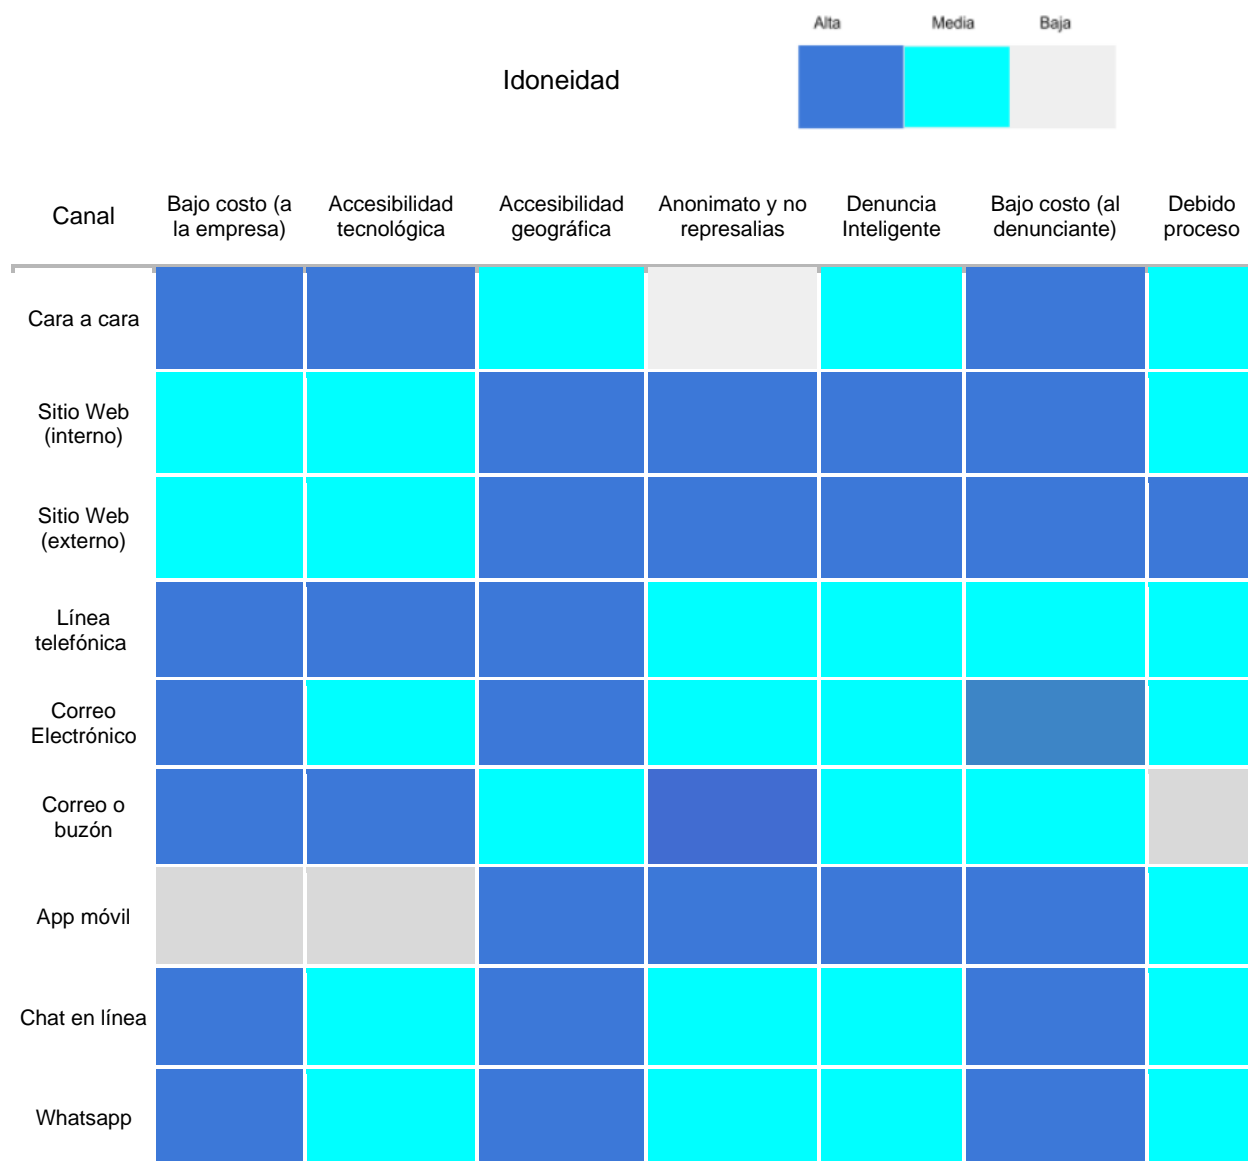 Alta Media Baja
Idoneidad
Canal
Bajo costo (a
la empresa)
Accesibilidad
tecnológica
Accesibilidad
geográfica
Anonimato y no
represalias
Denuncia
Inteligente
Bajo costo (al
denunciante)
Debido
proceso
Cara a cara
Sitio Web
(interno)
Sitio Web
(externo)
Línea
telefónica
Correo
Electrónico
Correo o
buzón
App móvil
Chat en línea
Whatsapp